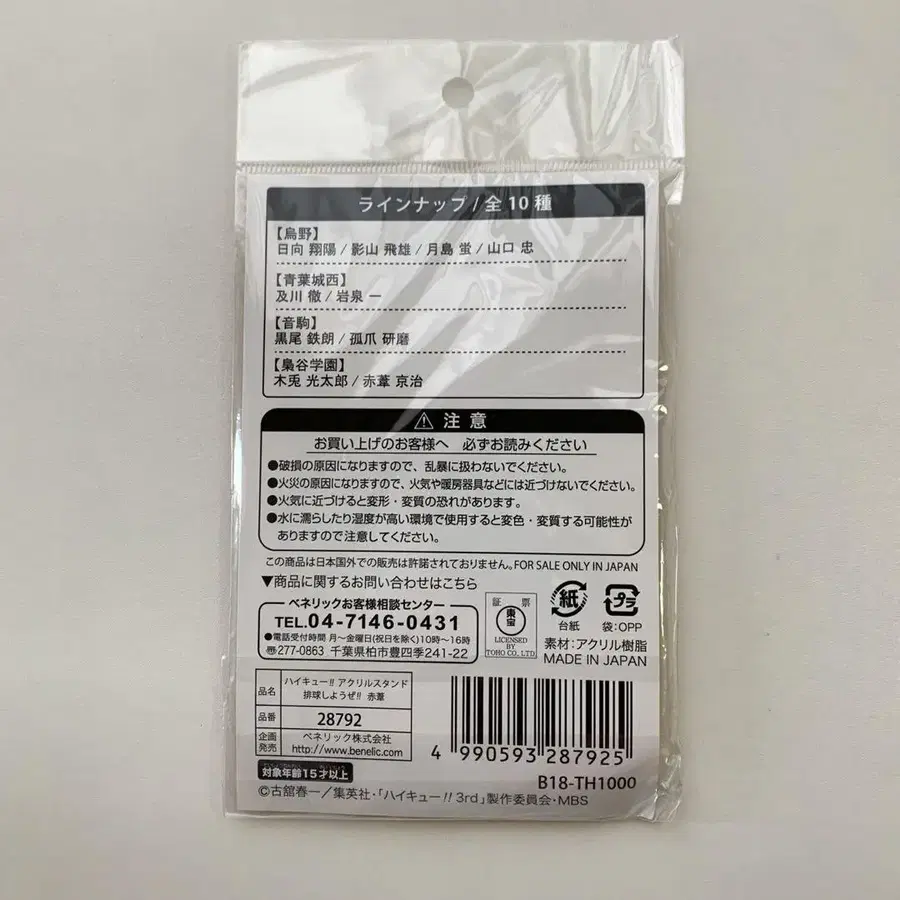 ラインナップ/全10種
【烏野】
日向 翔陽/影山 飛雄/月島 蛍/山口 忠
【青葉城西】
及川 徹/岩泉 一
【音駒】
黒尾 鉄朗/孤爪 研磨
【梟谷学園】
木兎 光太郎/赤葦 京治
注意
お買い上げのお客様へ 必ずお読みください
●破損の原因になりますので、乱暴に扱わないでください。
●火災の原因になりますので、火気や暖房器具などには近づけないでください。
●火気に近づけると変形・変質の恐れがあります。
●水に濡らしたり湿度が高い環境で使用すると変色・変質する可能性が
ありますので注意してください。
この商品は日本国外での販売は許諾されておりません。FOR SALE ONLY IN JAPAN
▼商品に関するお問い合わせはこちら
ベネリックお客様相談センター
TEL.04-7146-0431
●電話受付時間 月〜金曜日(祝日を除く)10時〜16時
☎277-0863 千葉県柏市豊四季241-22
証 票
東宝
LICENSED
BY
TOHO CO., LTD.
紙
台紙
プラ
袋:OPP
素材:アクリル樹脂
MADE IN JAPAN
品名
ハイキュー!! アクリルスタンド
排球しようぜ!! 赤葦
品番
28792
企画
発売
ベネリック株式会社
http://www.benelic.com
対象年齢15才以上
4 990593 287925
B18-TH1000
©古舘春一/集英社・「ハイキュー!! 3rd」製作委員会・MBS